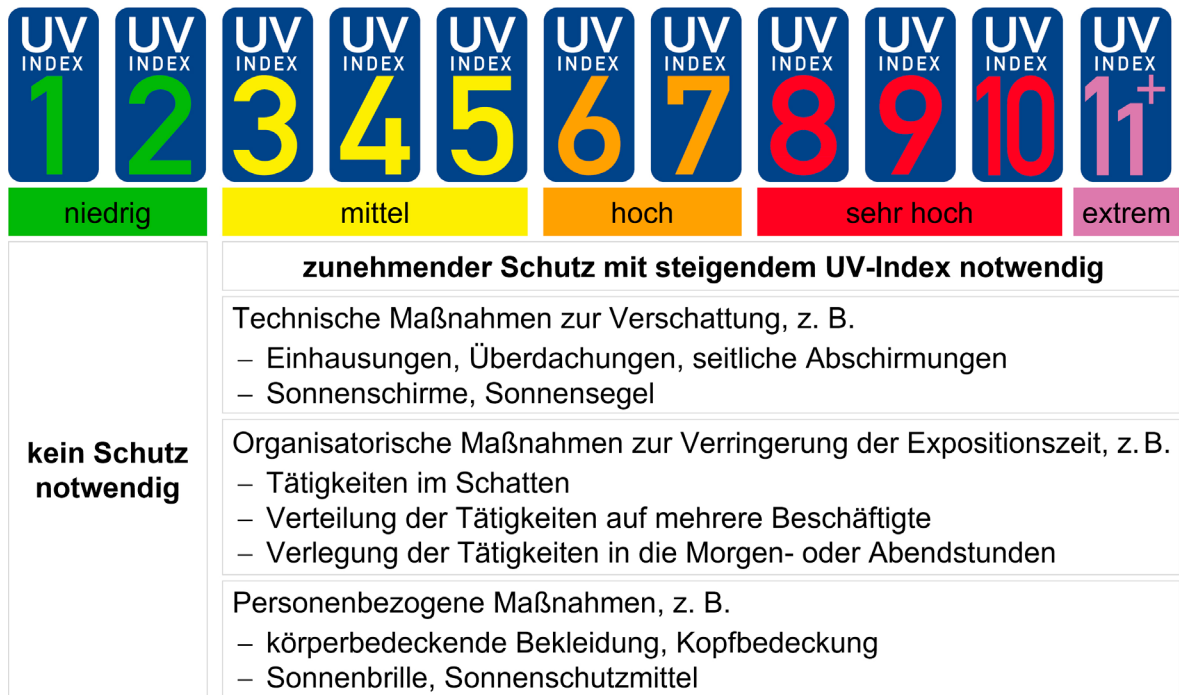 UV UV UV UV UV UV UV UV UV UV UV
INDEX INDEX INDEX INDEX INDEX INDEX INDEX INDEX INDEX INDEX INDEX
1 2 3 4 5 6 7 8 9 10 11+
niedrig mittel hoch sehr hoch extrem
kein Schutz
notwendig
zunehmender Schutz mit steigendem UV-Index notwendig
Technische Maßnahmen zur Verschattung, z. B.
– Einhausungen, Überdachungen, seitliche Abschirmungen
– Sonnenschirme, Sonnensegel
Organisatorische Maßnahmen zur Verringerung der Expositionszeit, z. B.
– Tätigkeiten im Schatten
– Verteilung der Tätigkeiten auf mehrere Beschäftigte
– Verlegung der Tätigkeiten in die Morgen- oder Abendstunden
Personenbezogene Maßnahmen, z. B.
– körperbedeckende Bekleidung, Kopfbedeckung
– Sonnenbrille, Sonnenschutzmittel